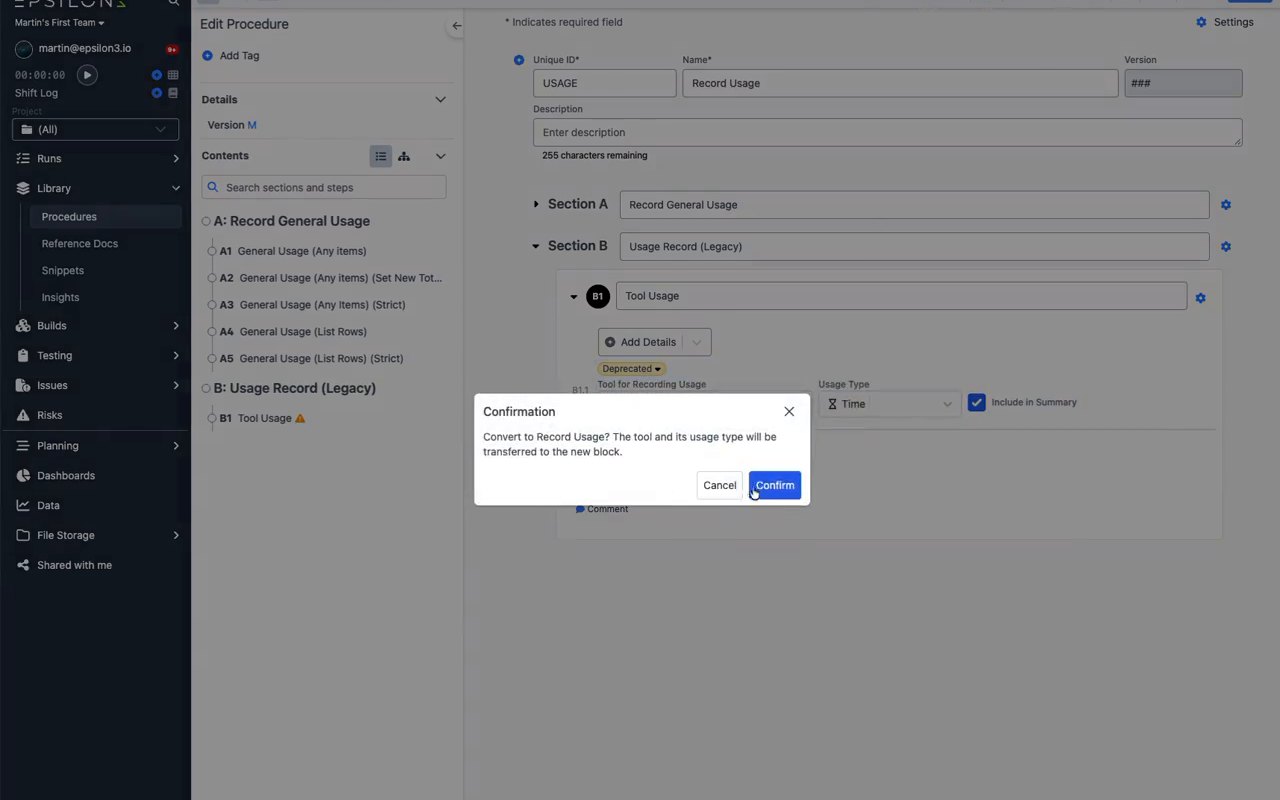 EPSILON3
Martin's First Team
martin@epsilon3.io
9+
00:00:00
Shift Log
Project
(All)
Runs
Library
Procedures
Reference Docs
Snippets
Insights
Builds
Testing
Issues
Risks
Planning
Dashboards
Data
File Storage
Shared with me
Edit Procedure
Add Tag
Details
Version M
Contents
Search sections and steps
A: Record General Usage
A1 General Usage (Any items)
A2 General Usage (Any items) (Set New Tot...
A3 General Usage (Any Items) (Strict)
A4 General Usage (List Rows)
A5 General Usage (List Rows) (Strict)
B: Usage Record (Legacy)
B1 Tool Usage
* Indicates required field
Settings
Unique ID* Name* Version
USAGE Record Usage ###
Description
Enter description
255 characters remaining
Section A Record General Usage
Section B Usage Record (Legacy)
B1 Tool Usage
Add Details
Deprecated
B1.1 Tool for Recording Usage Usage Type
Time Include in Summary
Confirmation
Convert to Record Usage? The tool and its usage type will be
transferred to the new block.
Cancel Confirm
Comment